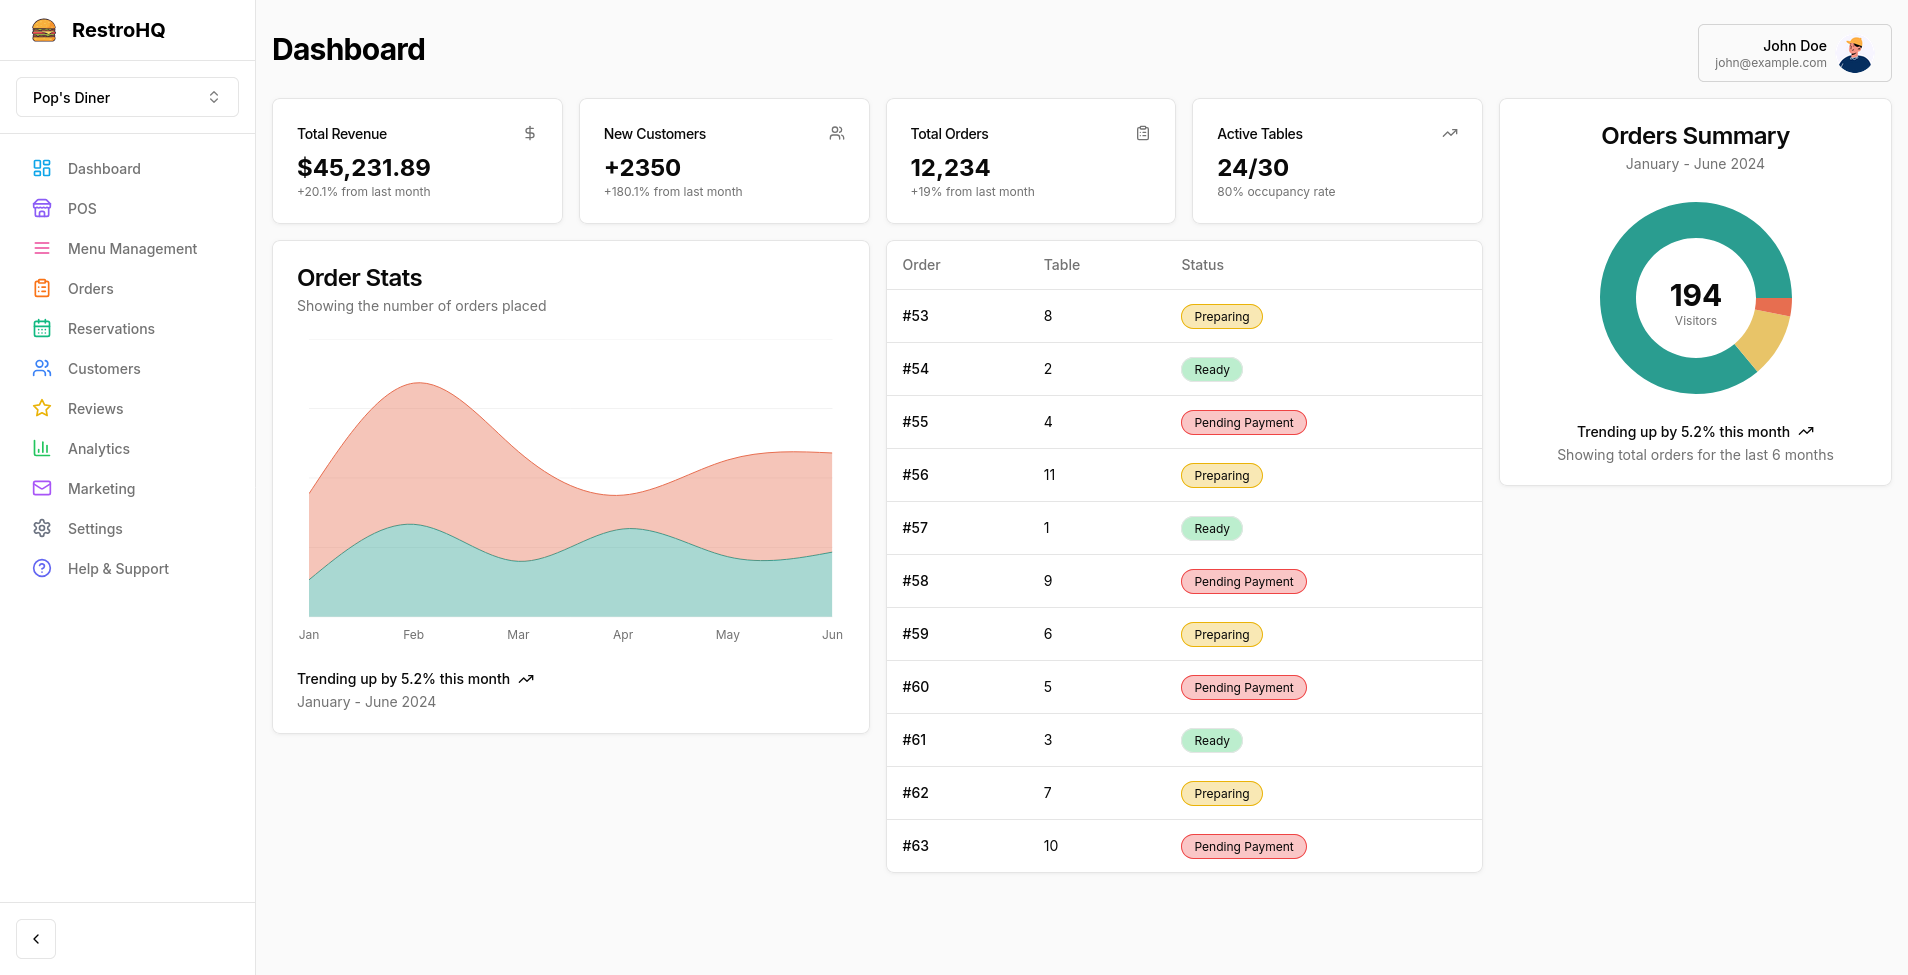 RestroHQ
Pop's Diner
Dashboard
POS
Menu Management
Orders
Reservations
Customers
Reviews
Analytics
Marketing
Settings
Help & Support
Dashboard
John Doe
john@example.com
Total Revenue
$45,231.89
+20.1% from last month
New Customers
+2350
+180.1% from last month
Total Orders
12,234
+19% from last month
Active Tables
24/30
80% occupancy rate
Order Stats
Showing the number of orders placed
Jan Feb Mar Apr May Jun
Trending up by 5.2% this month
January - June 2024
Order Table Status
#53 8 Preparing
#54 2 Ready
#55 4 Pending Payment
#56 11 Preparing
#57 1 Ready
#58 9 Pending Payment
#59 6 Preparing
#60 5 Pending Payment
#61 3 Ready
#62 7 Preparing
#63 10 Pending Payment
Orders Summary
January - June 2024
194
Visitors
Trending up by 5.2% this month
Showing total orders for the last 6 months